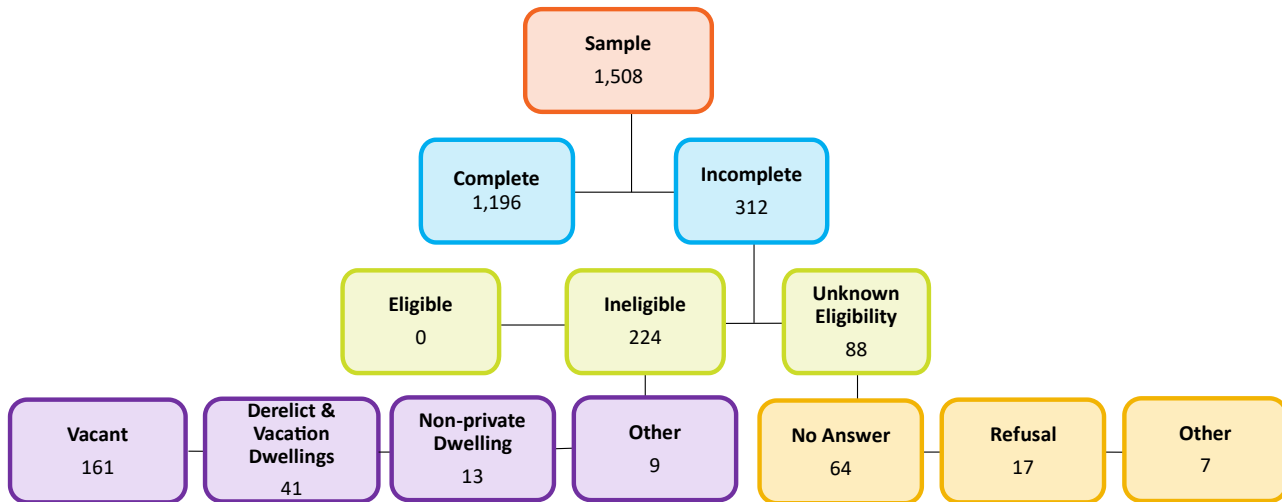 Sample
1,508
Complete
1,196
Incomplete
312
Eligible
0
Ineligible
224
Unknown
Eligibility
88
Vacant
161
Derelict &
Vacation
Dwellings
41
Non-private
Dwelling
13
Other
9
No Answer
64
Refusal
17
Other
7